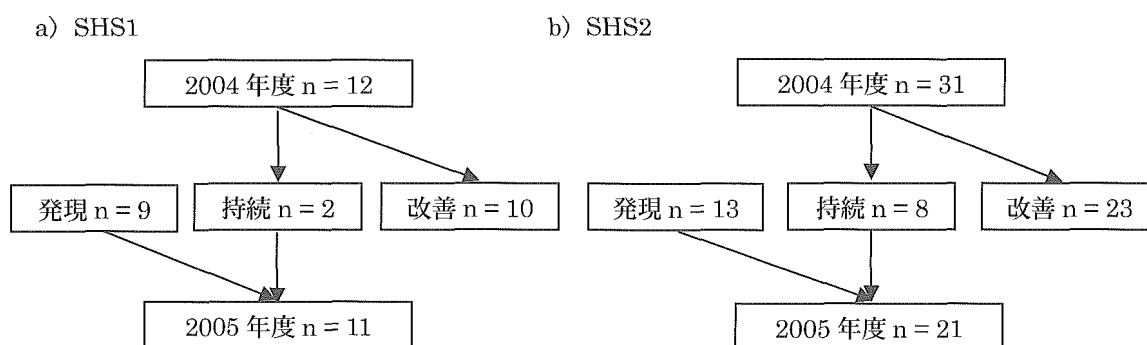 a) SHS1
2004 年度 n = 12
発現 n = 9
持続 n = 2
改善 n = 10
2005 年度 n = 11
b) SHS2
2004 年度 n = 31
発現 n = 13
持続 n = 8
改善 n = 23
2005 年度 n = 21